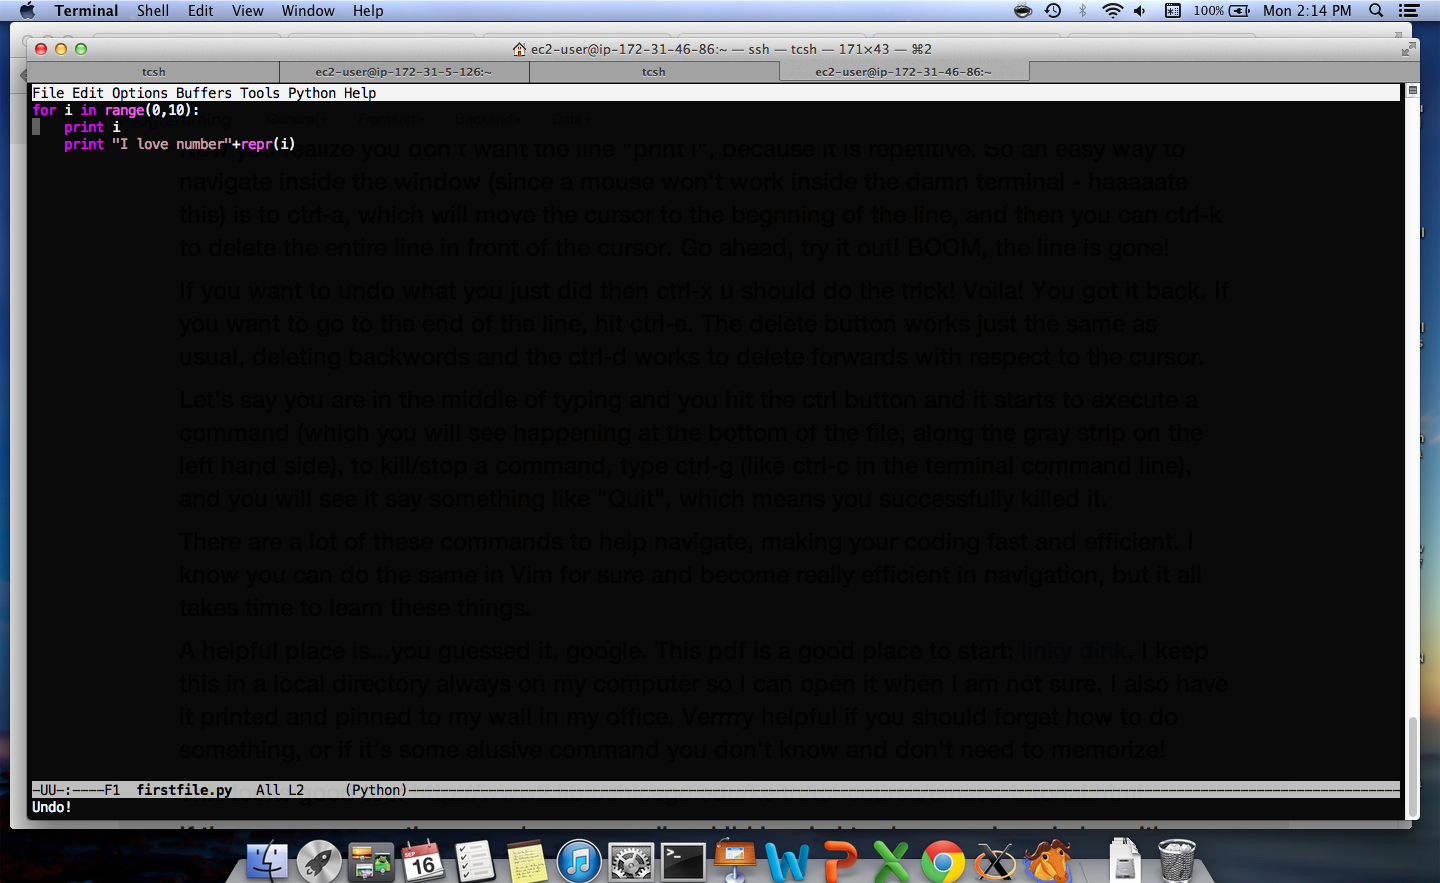 Terminal Shell Edit View Window Help 100% Mon 2:14 PM
ec2-user@ip-172-31-46-86:~ — ssh — tcsh — 171×43 — ⌘2
tcsh ec2-user@ip-172-31-5-126:~ tcsh ec2-user@ip-172-31-46-86:~
File Edit Options Buffers Tools Python Help
for i in range(0,10):
print i
print "I love number"+repr(i)
Now you realize you don't want the line "print i", because it is repetitive. So an easy way to
navigate inside the window (since a mouse won't work inside the damn terminal - haaaaate
this) is to ctrl-a, which will move the cursor to the begnning of the line, and then you can ctrl-k
to delete the entire line in front of the cursor. Go ahead, try it out! BOOM, the line is gone!
If you want to undo what you just did then ctrl-x u should do the trick! Voila! You got it back. If
you want to go to the end of the line, hit ctrl-e. The delete button works just the same as
usual, deleting backwords and the ctrl-d works to delete forwards with respect to the cursor.
Let's say you are in the middle of typing and you hit the ctrl button and it starts to execute a
command (which you will see happening at the bottom of the file, along the gray strip on the
left hand side), to kill/stop a command, type ctrl-g (like ctrl-c in the terminal command line),
and you will see it say something like "Quit", which means you successfully killed it.
There are a lot of these commands to help navigate, making your coding fast and efficient. I
know you can do the same in Vim for sure and become really efficient in navigation, but it all
takes time to learn these things.
A helpful place is...you guessed it, google. This pdf is a good place to start: linky dink. I keep
this in a local directory always on my computer so I can open it when I am not sure. I also have
it printed and pinned to my wall in my office. Verrrry helpful if you should forget how to do
something, or if it's some elusive command you don't know and don't need to memorize!
-UU-:----F1 firstfile.py All L2 (Python)
Undo!
SEP
16